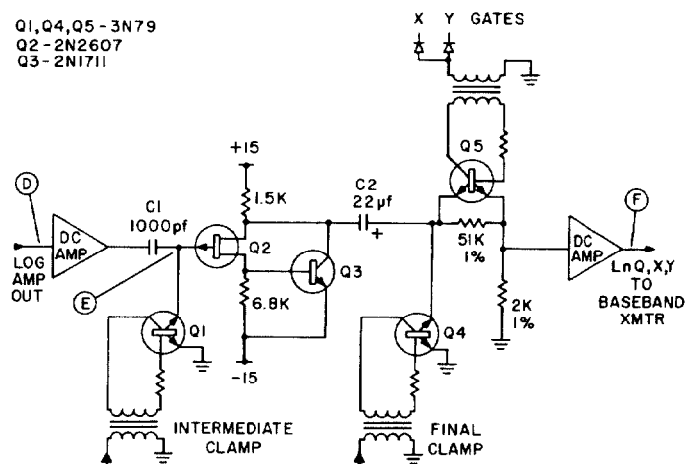 Q1,Q4,Q5-3N79
Q2-2N2607
Q3-2N1711
X Y GATES
Q5
+15
D
1.5K
C1
1000pf
C2
22μf
+
F
DC
AMP
LOG
AMP
OUT
E
Q2
Q3
51K
1%
DC
AMP
LnQ,X,Y
TO
BASEBAND
XMTR
6.8K
Q1
Q4
2K
1%
-15
INTERMEDIATE
CLAMP
FINAL
CLAMP